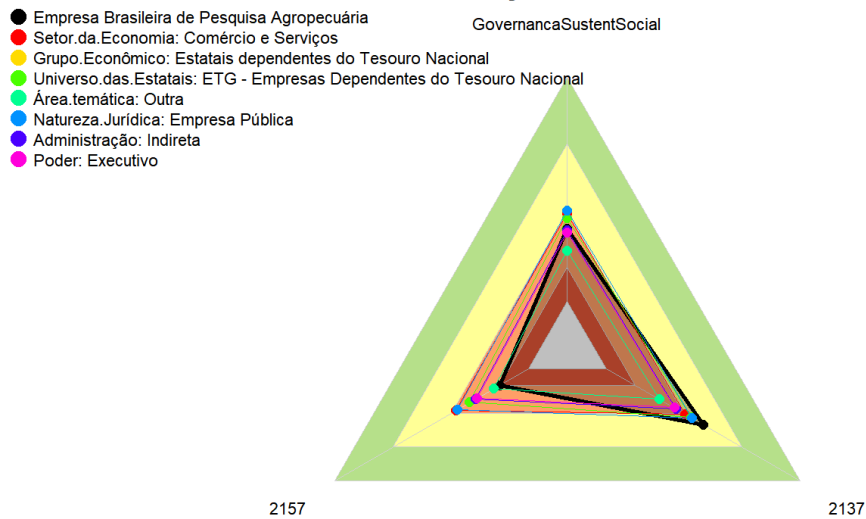 Empresa Brasileira de Pesquisa Agropecuária
GovernancaSustentSocial
Setor.da.Economia: Comércio e Serviços
Grupo.Econômico: Estatais dependentes do Tesouro Nacional
Universo.das.Estatais: ETG - Empresas Dependentes do Tesouro Nacional
Área.temática: Outra
Natureza.Jurídica: Empresa Pública
Administração: Indireta
Poder: Executivo
2157
2137